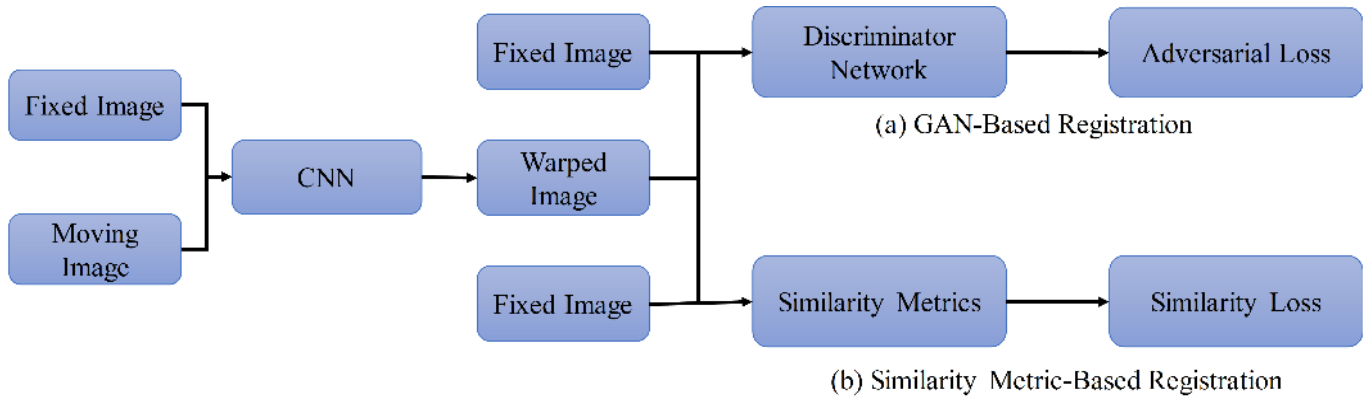 Fixed Image
Moving
Image
CNN
Fixed Image
Warped
Image
Fixed Image
Discriminator
Network
Adversarial Loss
(a) GAN-Based Registration
Similarity Metrics
Similarity Loss
(b) Similarity Metric-Based Registration